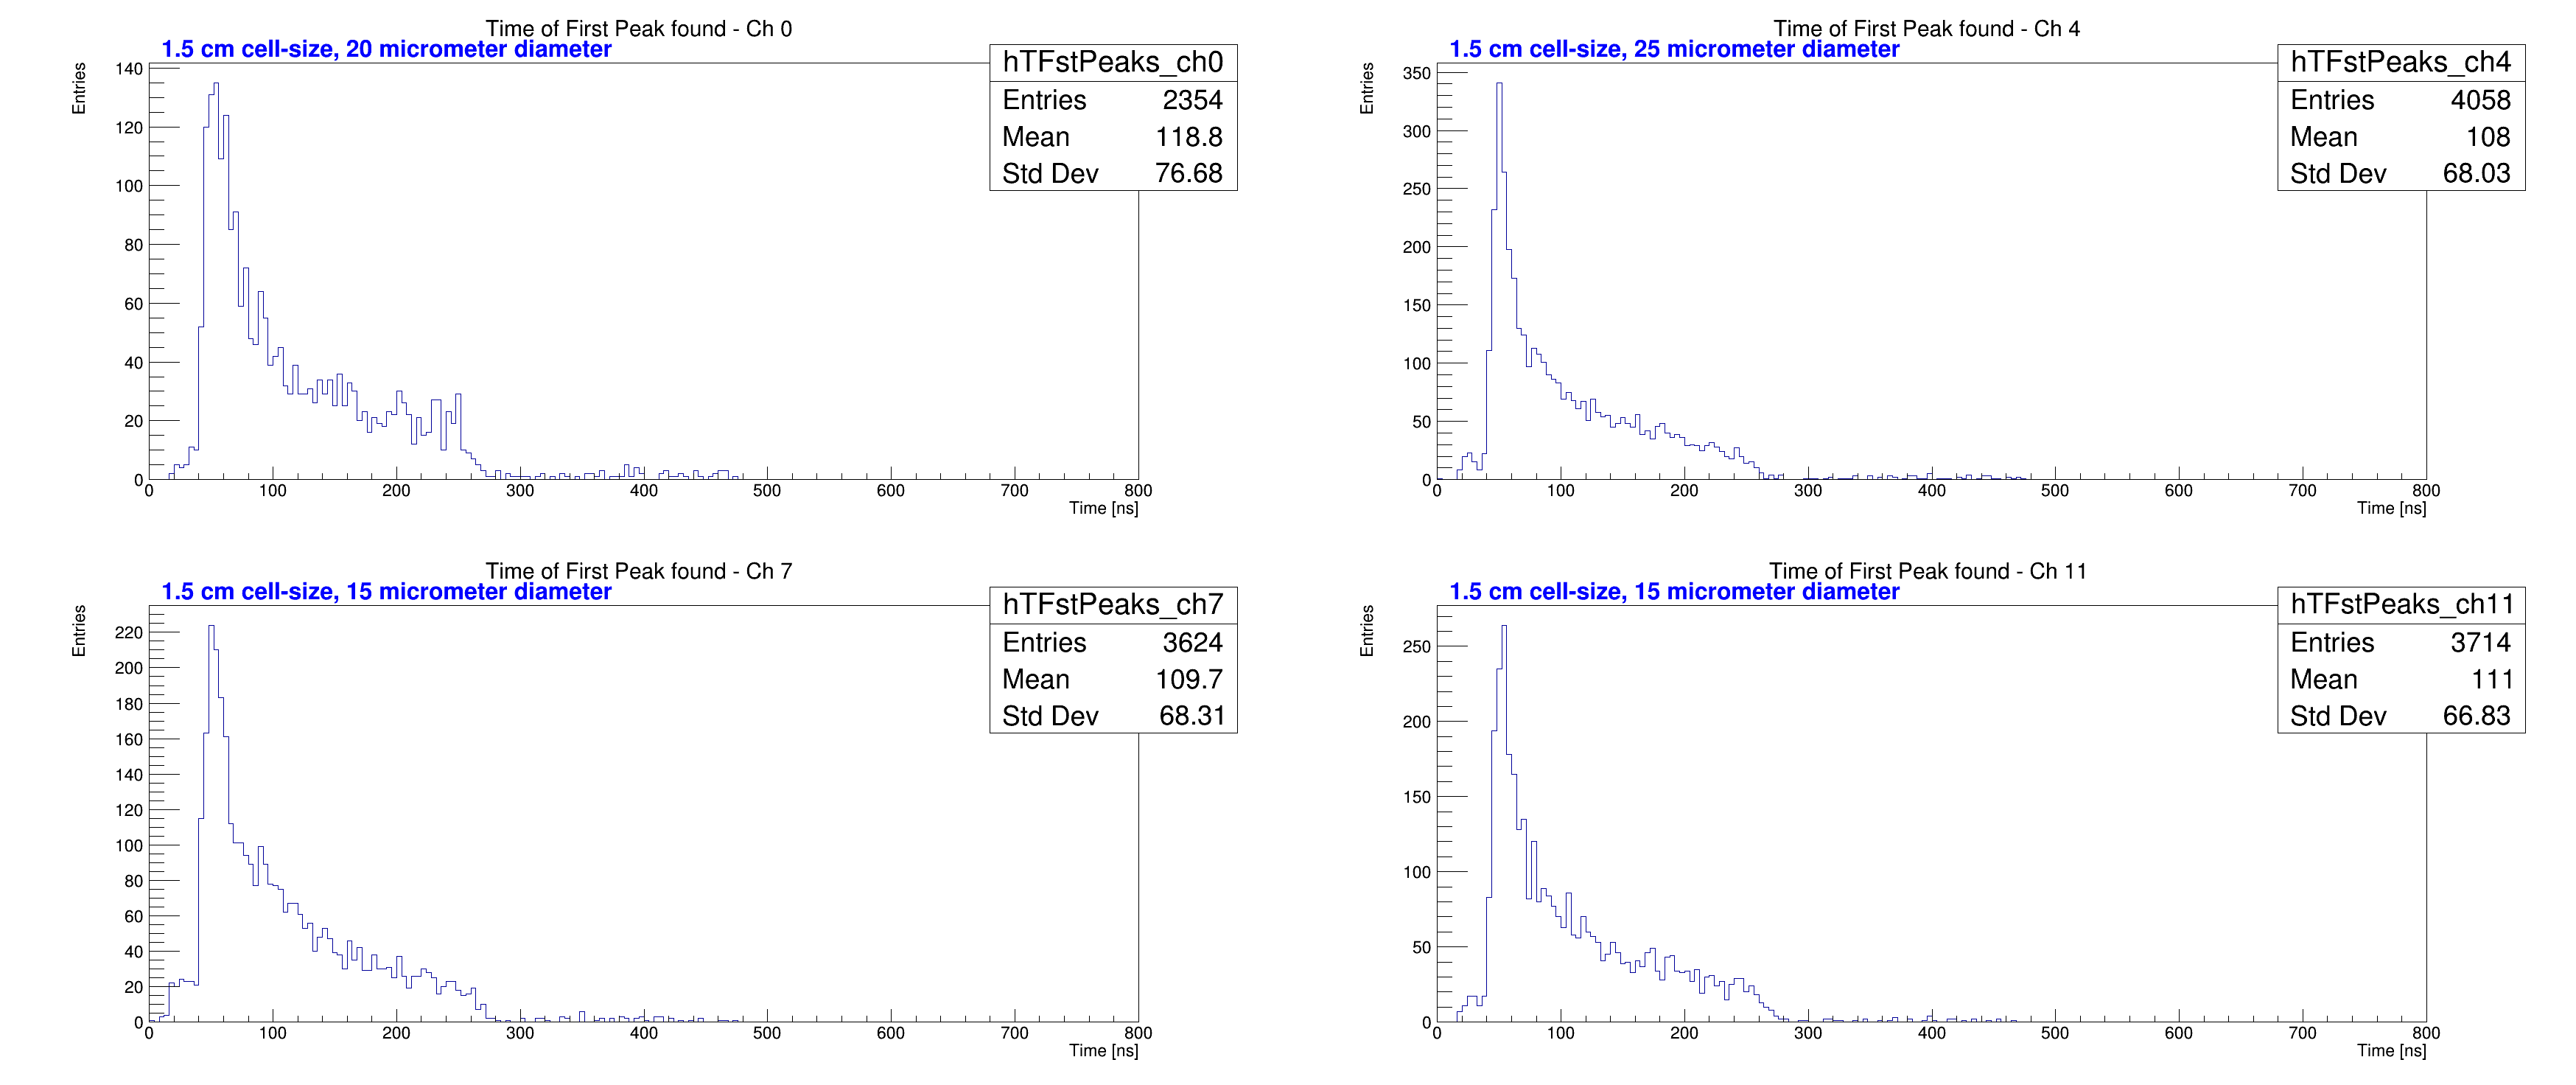 Time of First Peak found - Ch 0
1.5 cm cell-size, 20 micrometer diameter
hTFstPeaks_ch0
Entries 2354
Mean 118.8
Std Dev 76.68
Entries
140
120
100
80
60
40
20
0
0 100 200 300 400 500 600 700 800
Time [ns]
Time of First Peak found - Ch 4
1.5 cm cell-size, 25 micrometer diameter
hTFstPeaks_ch4
Entries 4058
Mean 108
Std Dev 68.03
Entries
350
300
250
200
150
100
50
0
0 100 200 300 400 500 600 700 800
Time [ns]
Time of First Peak found - Ch 7
1.5 cm cell-size, 15 micrometer diameter
hTFstPeaks_ch7
Entries 3624
Mean 109.7
Std Dev 68.31
Entries
220
200
180
160
140
120
100
80
60
40
20
0
0 100 200 300 400 500 600 700 800
Time [ns]
Time of First Peak found - Ch 11
1.5 cm cell-size, 15 micrometer diameter
hTFstPeaks_ch11
Entries 3714
Mean 111
Std Dev 66.83
Entries
250
200
150
100
50
0
0 100 200 300 400 500 600 700 800
Time [ns]